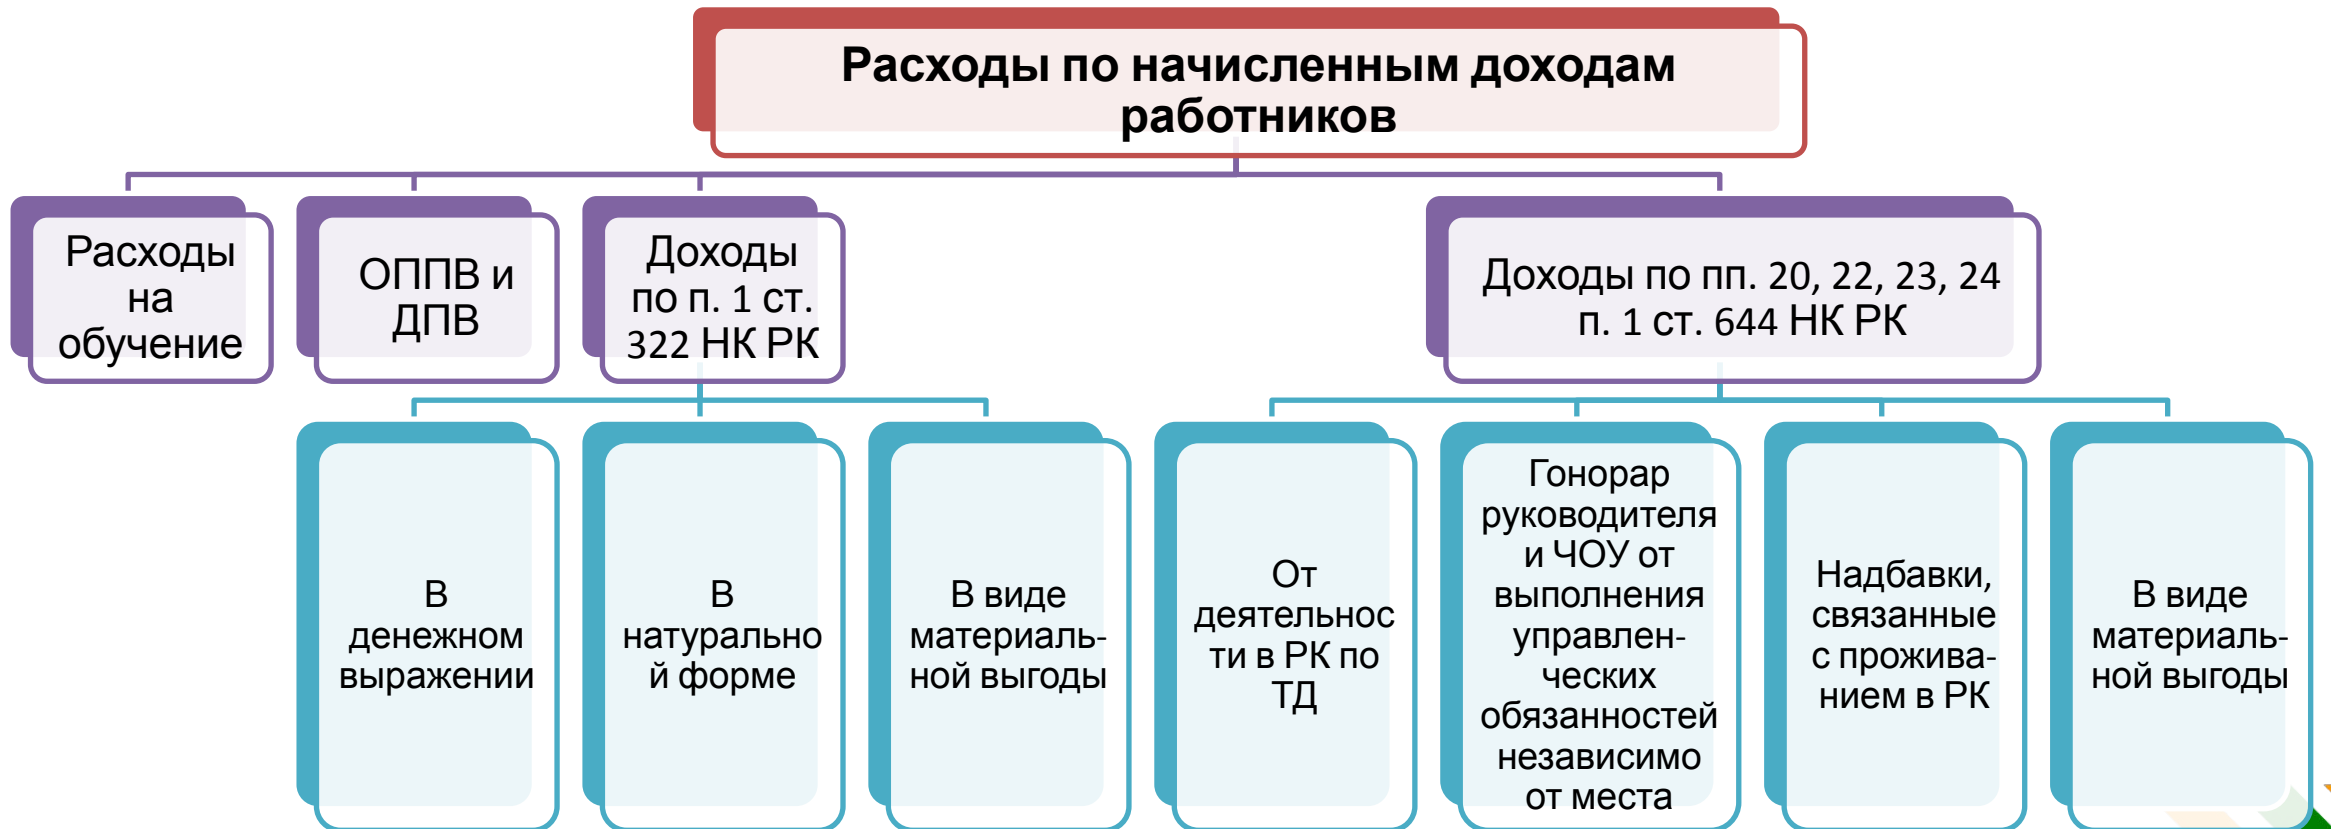 Расходы по начисленным доходам
работников
Расходы
на
обучение
ОППВ и
ДПВ
Доходы
по п. 1 ст.
322 НК РК
Доходы по пп. 20, 22, 23, 24
п. 1 ст. 644 НК РК
В
денежном
выражении
В
натурально
й форме
В виде
материаль-
ной выгоды
От
деятельнос
ти в РК по
ТД
Гонорар
руководителя
и ЧОУ от
выполнения
управлен-
ческих
обязанностей
независимо
от места
Надбавки,
связанные
с прожива-
нием в РК
В виде
материаль-
ной выгоды